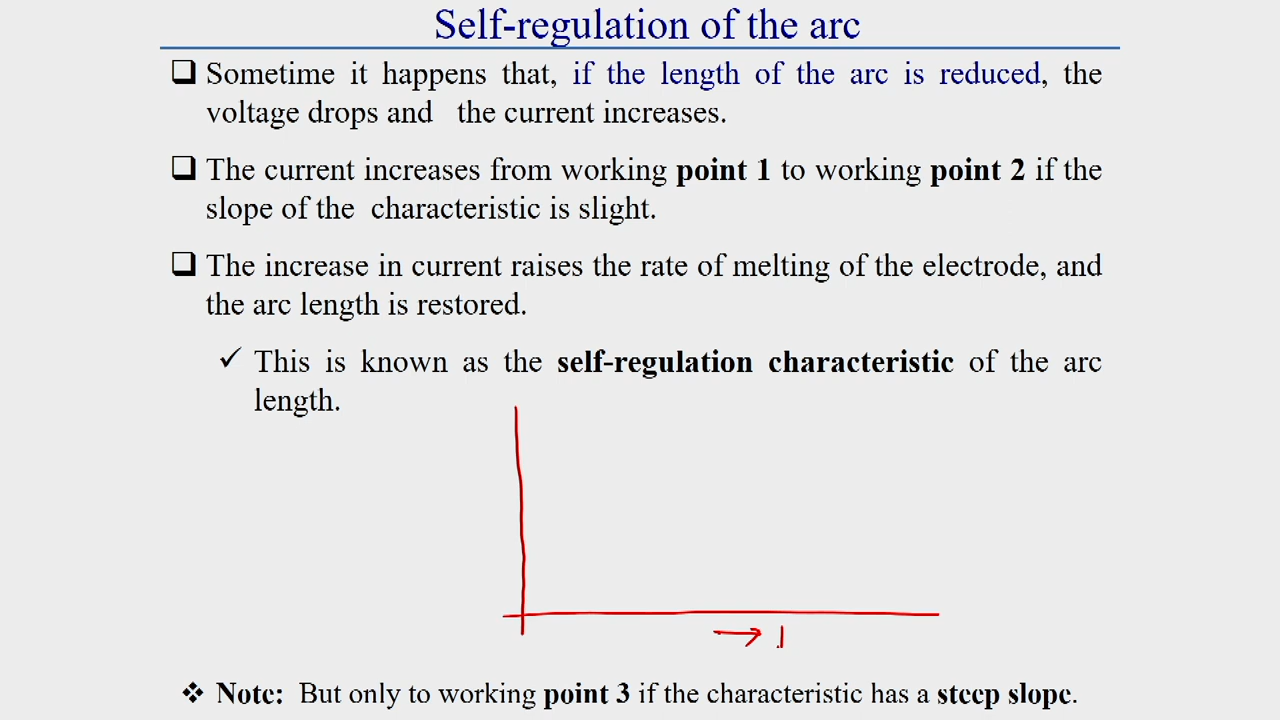 Self-regulation of the arc
❑ Sometime it happens that, if the length of the arc is reduced, the
voltage drops and the current increases.
❑ The current increases from working point 1 to working point 2 if the
slope of the characteristic is slight.
❑ The increase in current raises the rate of melting of the electrode, and
the arc length is restored.
✓ This is known as the self-regulation characteristic of the arc
length.
→ I
❖ Note: But only to working point 3 if the characteristic has a steep slope.